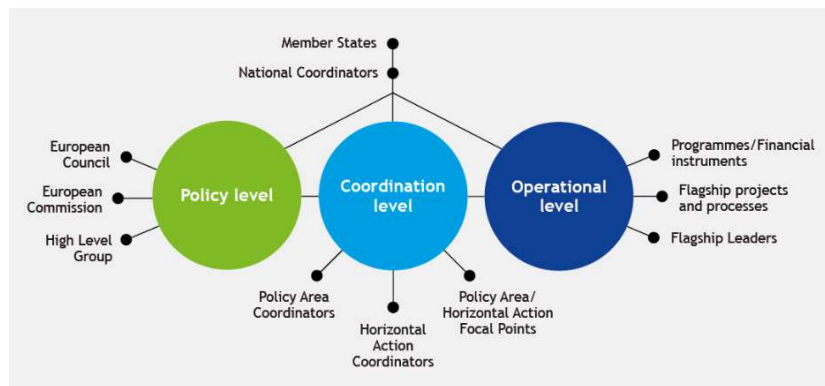 Member States
National Coordinators
European
Council
European
Commission
High Level
Group
Policy level
Coordination
level
Operational
level
Programmes/Financial
instruments
Flagship projects
and processes
Flagship Leaders
Policy Area
Coordinators
Horizontal
Action
Coordinators
Policy Area/
Horizontal Action
Focal Points